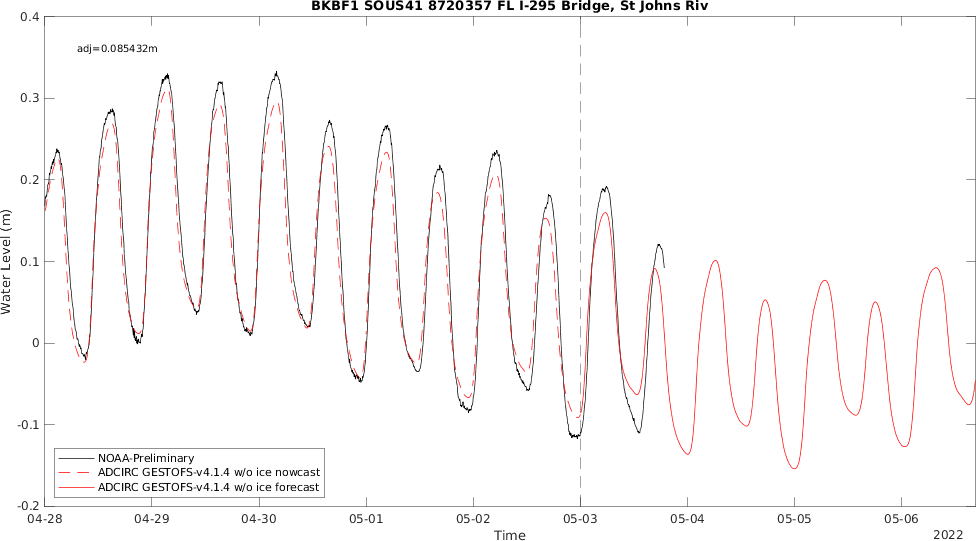 BKBF1 SOUS41 8720357 FL I-295 Bridge, St Johns Riv
adj=0.085432m
0.4
0.3
0.2
0.1
0
-0.1
-0.2
Water Level (m)
NOAA-Preliminary
ADCIRC GESTOFS-v4.1.4 w/o ice nowcast
ADCIRC GESTOFS-v4.1.4 w/o ice forecast
04-28 04-29 04-30 05-01 05-02 05-03 05-04 05-05 05-06
Time
2022